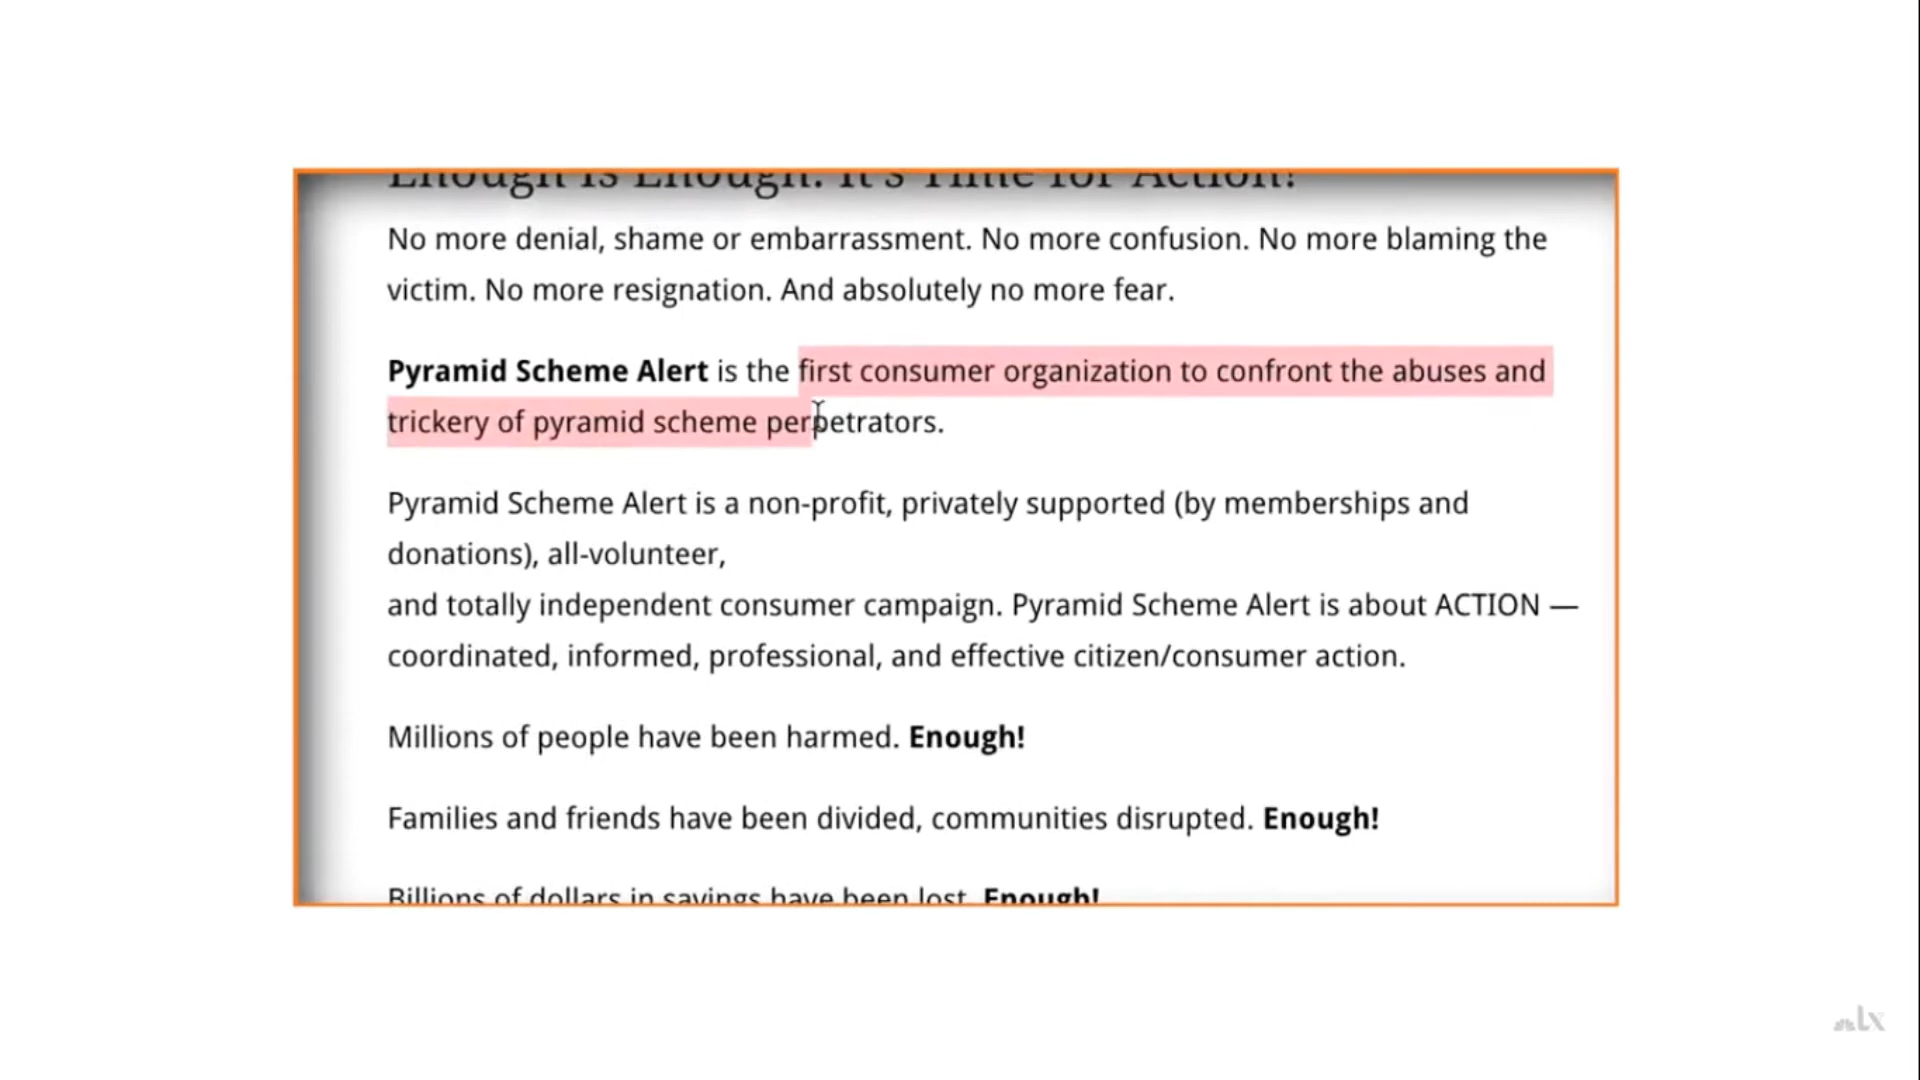 Enough is Enough. It's Time for Action!
No more denial, shame or embarrassment. No more confusion. No more blaming the
victim. No more resignation. And absolutely no more fear.
Pyramid Scheme Alert is the first consumer organization to confront the abuses and
trickery of pyramid scheme perpetrators.
Pyramid Scheme Alert is a non-profit, privately supported (by memberships and
donations), all-volunteer,
and totally independent consumer campaign. Pyramid Scheme Alert is about ACTION —
coordinated, informed, professional, and effective citizen/consumer action.
Millions of people have been harmed. Enough!
Families and friends have been divided, communities disrupted. Enough!
Billions of dollars in savings have been lost. Enough!
lx